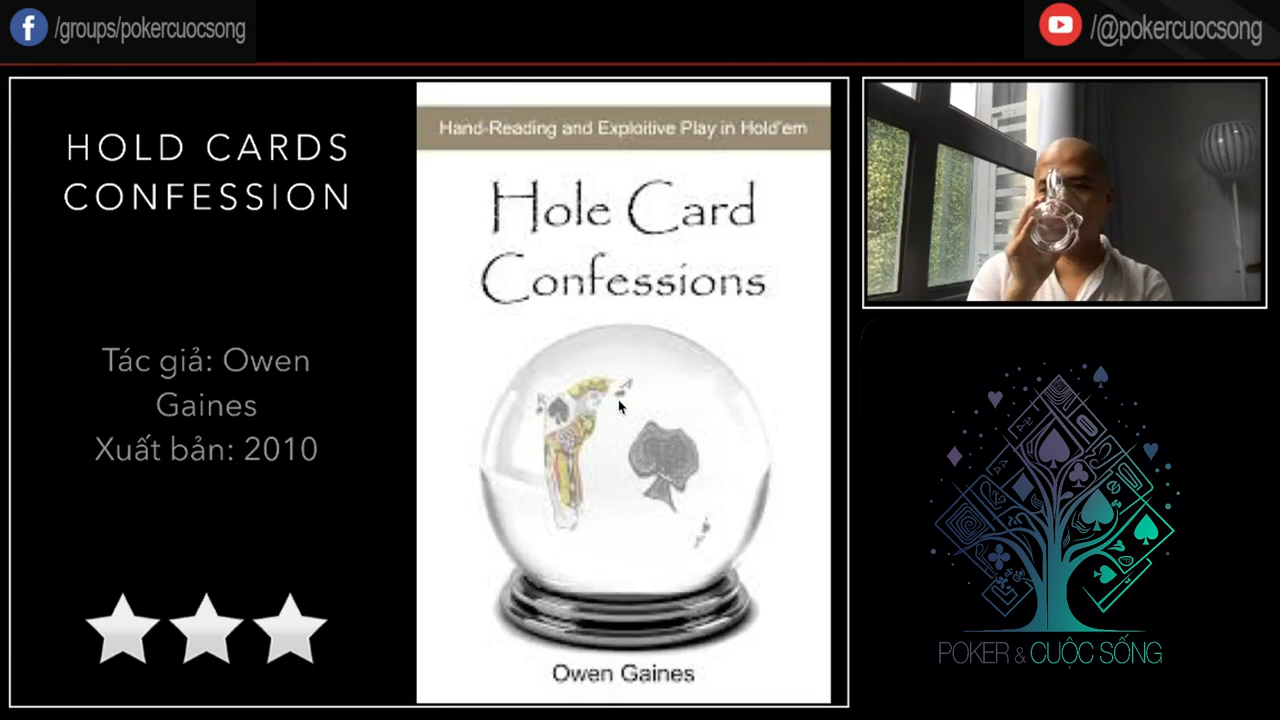 /groups/pokercuocsong
/@pokercuocsong
HOLD CARDS
CONFESSION
Tác giả: Owen
Gaines
Xuất bản: 2010
Hand-Reading and Exploitive Play in Hold'em
Hole Card
Confessions
K
A
Owen Gaines
POKER & CUỘC SỐNG